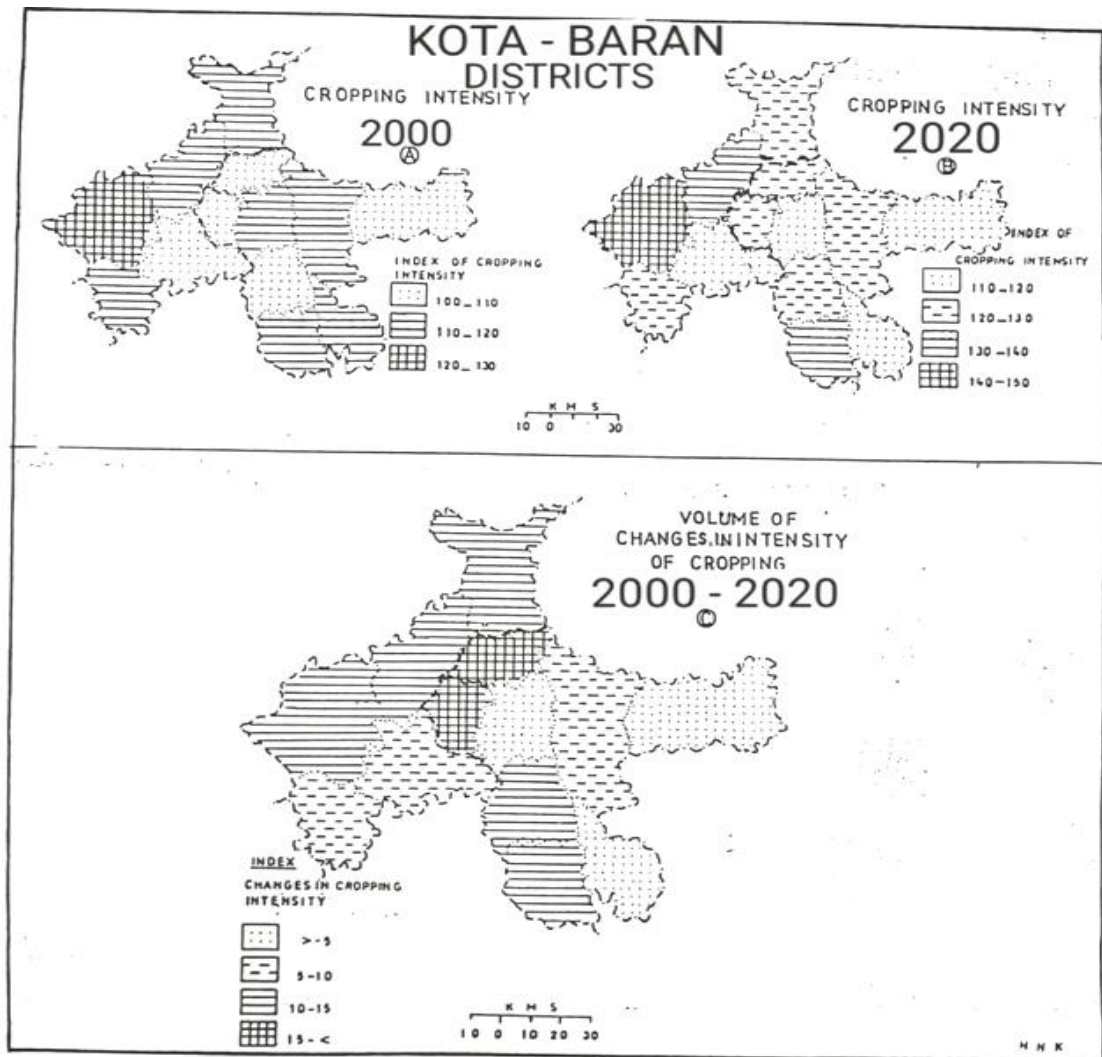 KOTA - BARAN
DISTRICTS
CROPPING INTENSITY
2000
A
INDEX OF CROPPING
INTENSITY
100-110
110-120
120-130
CROPPING INTENSITY
2020
B
INDEX OF
CROPPING INTENSITY
110-120
120-130
130-140
140-150
K M S
10 0 30
VOLUME OF
CHANGES, IN INTENSITY
OF CROPPING
2000 - 2020
C
INDEX
CHANGES IN CROPPING
INTENSITY
>-5
5-10
10-15
15-<
K M S
10 0 10 20 30
H N K